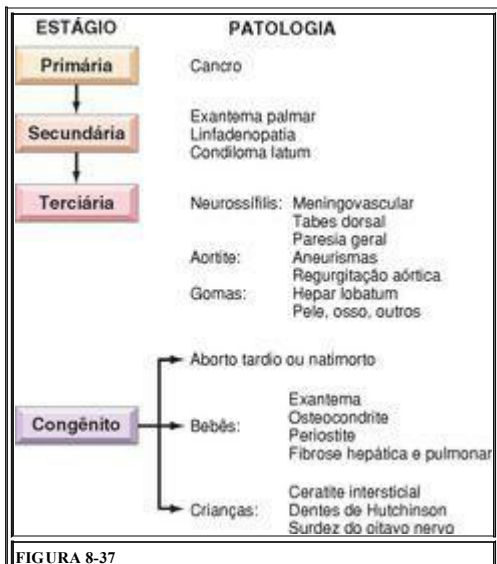 ESTÁGIO PATOLOGIA
Primária Cancro
Secundária
Exantema palmar
Linfadenopatia
Condiloma latum
Terciária
Neurossífilis: Meningovascular
Tabes dorsal
Paresia geral
Aortite: Aneurismas
Regurgitação aórtica
Gomas: Hepar lobatum
Pele, osso, outros
Congênito
Aborto tardio ou natimorto
Bebês:
Exantema
Osteocondrite
Periostite
Fibrose hepática e pulmonar
Crianças:
Ceratite intersticial
Dentes de Hutchinson
Surdez do oitavo nervo
FIGURA 8-37